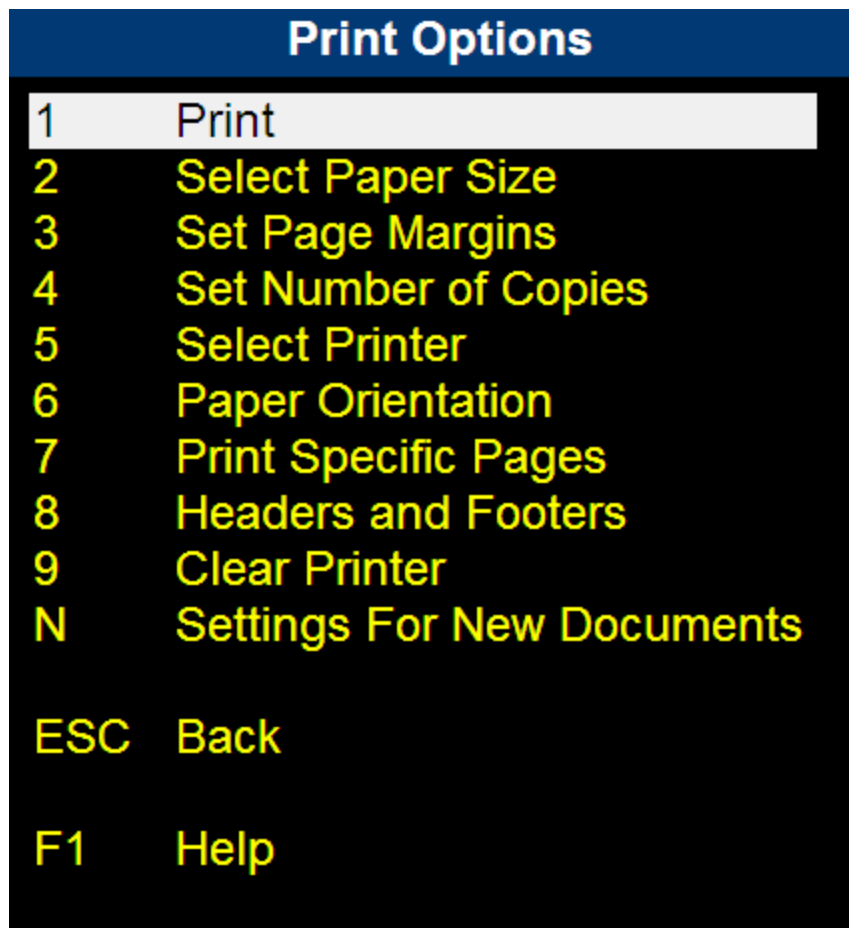 Print Options
1 Print
2 Select Paper Size
3 Set Page Margins
4 Set Number of Copies
5 Select Printer
6 Paper Orientation
7 Print Specific Pages
8 Headers and Footers
9 Clear Printer
N Settings For New Documents
ESC Back
F1 Help